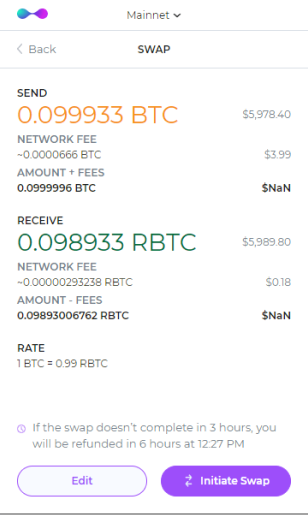 Mainnet
Back SWAP
SEND
0.099933 BTC $5,978.40
NETWORK FEE
~0.0000666 BTC $3.99
AMOUNT + FEES
0.0999996 BTC $NaN
RECEIVE
0.098933 RBTC $5,989.80
NETWORK FEE
~0.00000293238 RBTC $0.18
AMOUNT - FEES
0.09893006762 RBTC $NaN
RATE
1 BTC = 0.99 RBTC
If the swap doesn't complete in 3 hours, you
will be refunded in 6 hours at 12:27 PM
Edit Initiate Swap